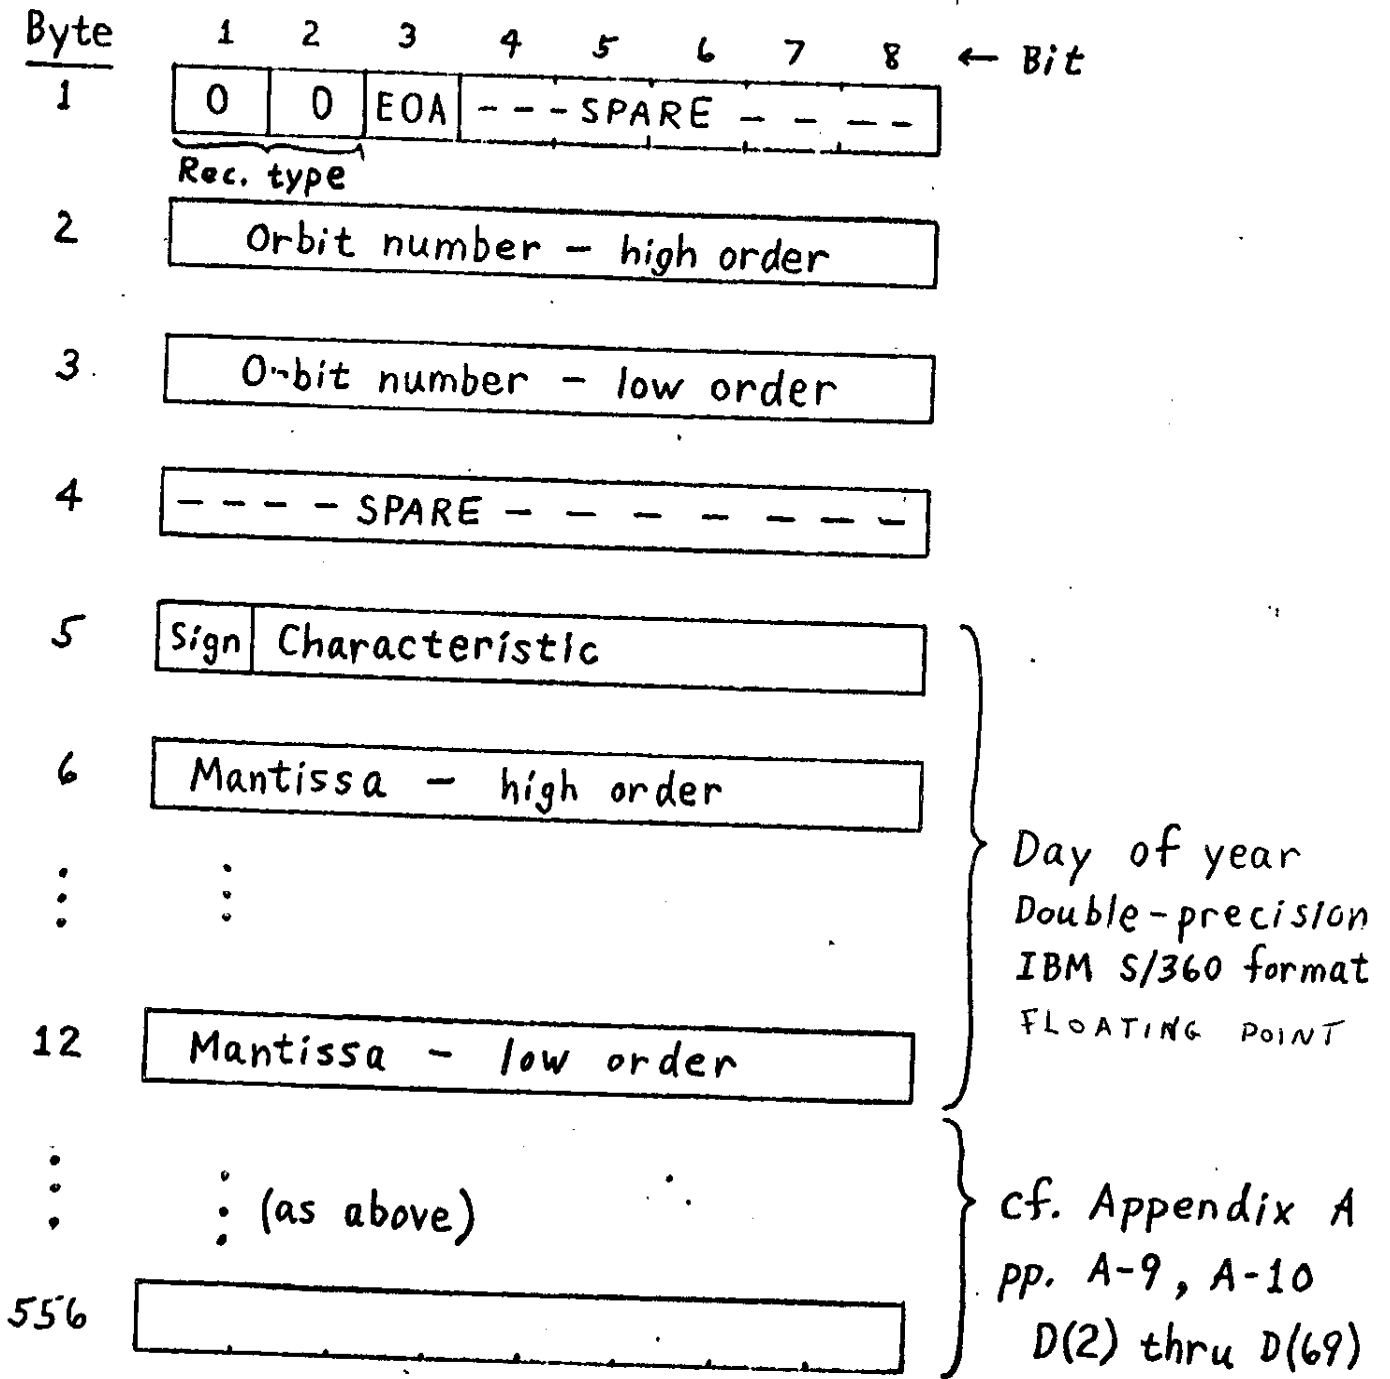 Byte 1 2 3 4 5 6 7 8 ← Bit
1 0 0 EOA - - - SPARE - - - -
Rec. type
2 Orbit number - high order
3 Orbit number - low order
4 - - - - SPARE - - - - - - -
5 Sign Characteristic
6 Mantissa - high order
Day of year
Double-precision
IBM S/360 format
FLOATING POINT
12 Mantissa - low order
(as above)
cf. Appendix A
pp. A-9, A-10
D(2) thru D(69)
556